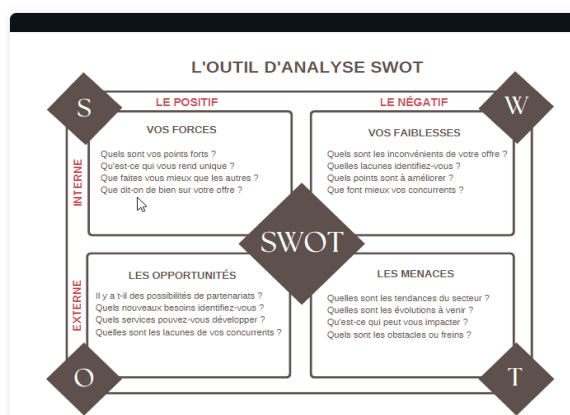 L'OUTIL D'ANALYSE SWOT
S
LE POSITIF
LE NÉGATIF
W
INTERNE
VOS FORCES
Quels sont vos points forts ?
Qu'est-ce qui vous rend unique ?
Que faites vous mieux que les autres ?
Que dit-on de bien sur votre offre ?
VOS FAIBLESSES
Quels sont les inconvénients de votre offre ?
Quelles lacunes identifiez-vous ?
Quels points sont à améliorer ?
Que font mieux vos concurrents ?
SWOT
EXTERNE
LES OPPORTUNITÉS
Il y a t-il des possibilités de partenariats ?
Quels nouveaux besoins identifiez-vous ?
Quels services pouvez-vous développer ?
Quelles sont les lacunes de vos concurrents ?
LES MENACES
Quelles sont les tendances du secteur ?
Quelles sont les évolutions à venir ?
Qu'est-ce qui peut vous impacter ?
Quels sont les obstacles ou freins ?
O
T